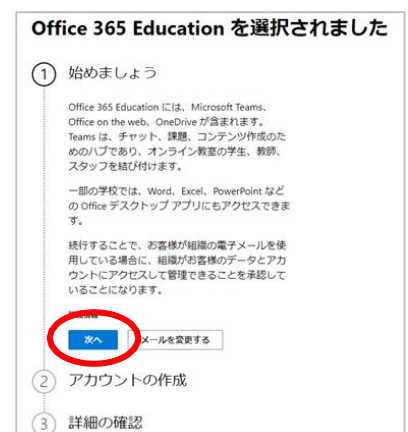 Office 365 Education を選択されました
1 始めましょう
Office 365 Education には、Microsoft Teams、
Office on the web、OneDrive が含まれます。
Teams は、チャット、課題、コンテンツ作成のた
めのハブであり、オンライン教室の学生、教師、
スタッフを結び付けます。
一部の学校では、Word、Excel、PowerPoint など
の Office デスクトップ アプリにもアクセスできま
す。
続行することで、お客様が組織の電子メールを使
用している場合に、組織がお客様のデータとアカ
ウントにアクセスして管理できることを承認して
いることになります。
次へ メールを変更する
2 アカウントの作成
3 詳細の確認